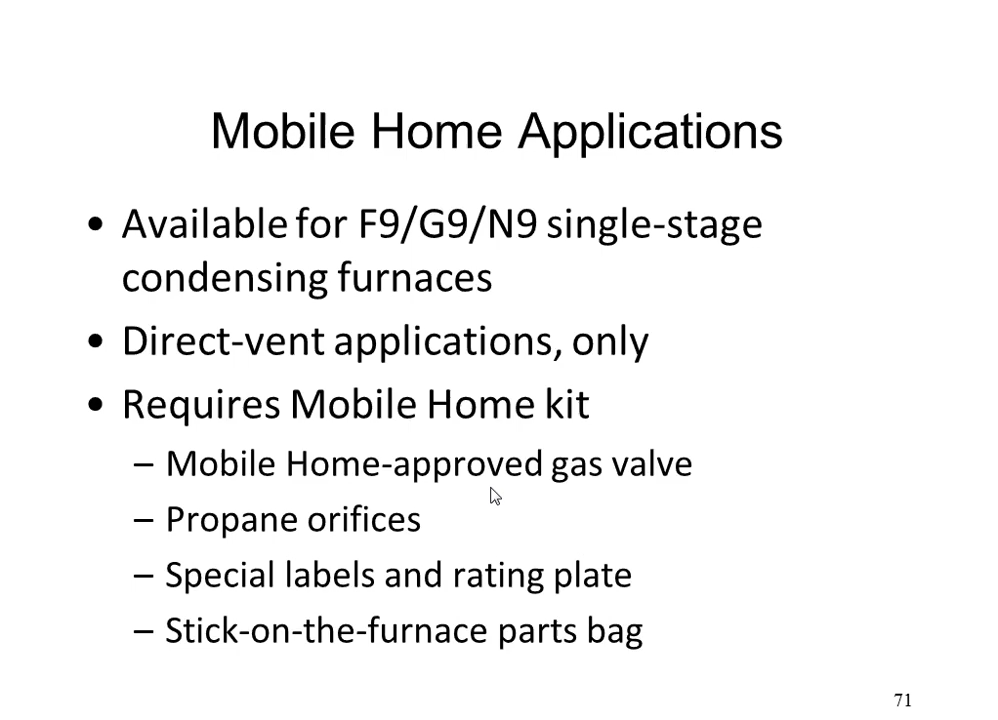 Mobile Home Applications
• Available for F9/G9/N9 single-stage
condensing furnaces
• Direct-vent applications, only
• Requires Mobile Home kit
– Mobile Home-approved gas valve
– Propane orifices
– Special labels and rating plate
– Stick-on-the-furnace parts bag
71